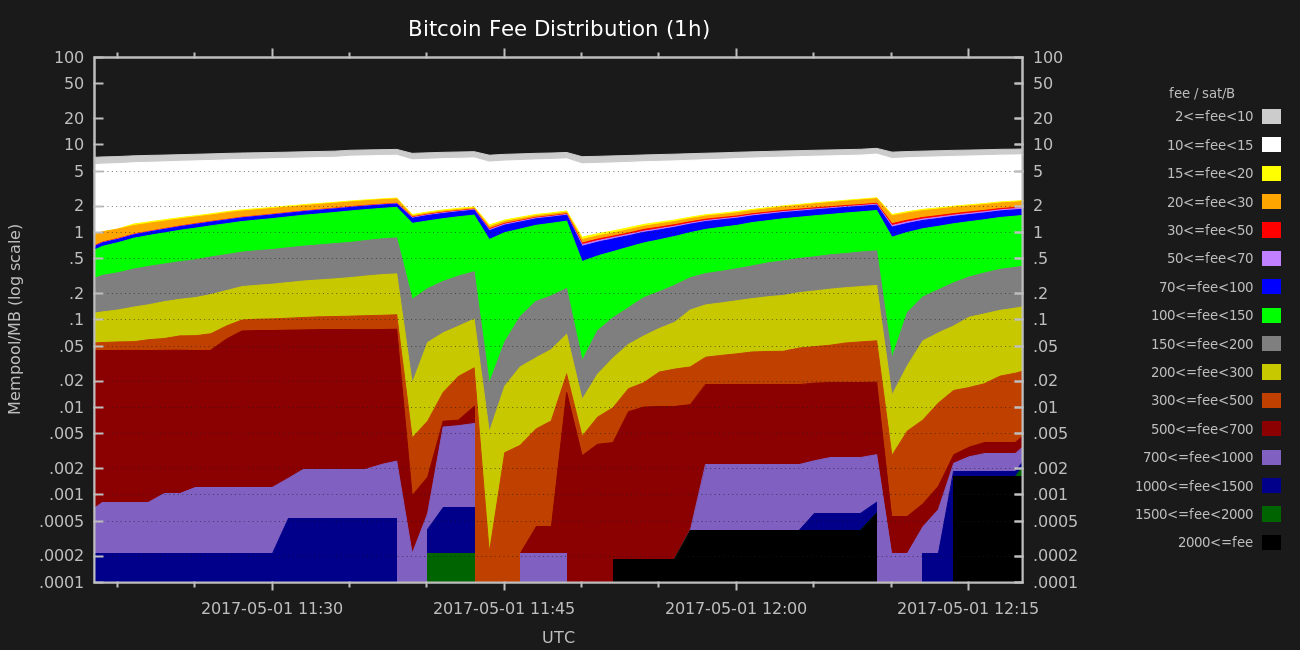 Bitcoin Fee Distribution (1h)
Mempool/MB (log scale)
100
50
20
10
5
2
1
.5
.2
.1
.05
.02
.01
.005
.002
.001
.0005
.0002
.0001
100
50
20
10
5
2
1
.5
.2
.1
.05
.02
.01
.005
.002
.001
.0005
.0002
.0001
2017-05-01 11:30
2017-05-01 11:45
2017-05-01 12:00
2017-05-01 12:15
UTC
fee / sat/B
2<=fee<10
10<=fee<15
15<=fee<20
20<=fee<30
30<=fee<50
50<=fee<70
70<=fee<100
100<=fee<150
150<=fee<200
200<=fee<300
300<=fee<500
500<=fee<700
700<=fee<1000
1000<=fee<1500
1500<=fee<2000
2000<=fee